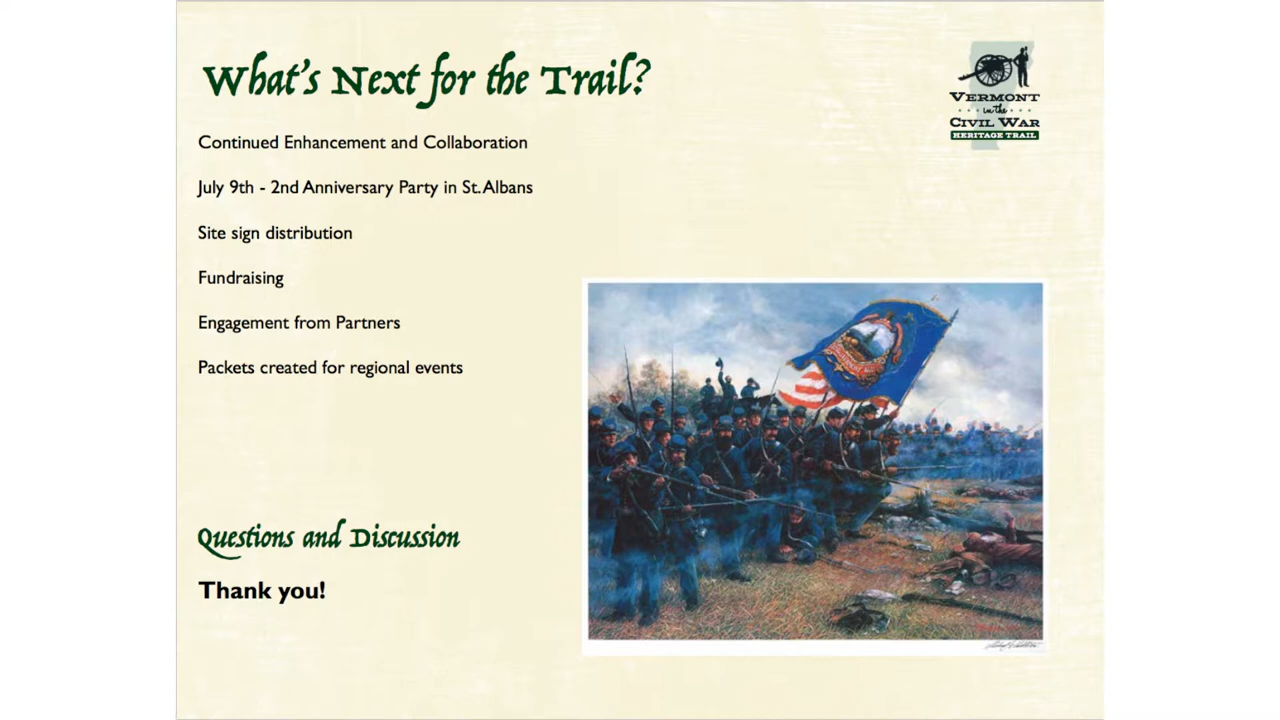 What's Next for the Trail?
VERMONT
in the
CIVIL WAR
HERITAGE TRAIL
Continued Enhancement and Collaboration
July 9th - 2nd Anniversary Party in St. Albans
Site sign distribution
Fundraising
Engagement from Partners
Packets created for regional events
Questions and Discussion
Thank you!